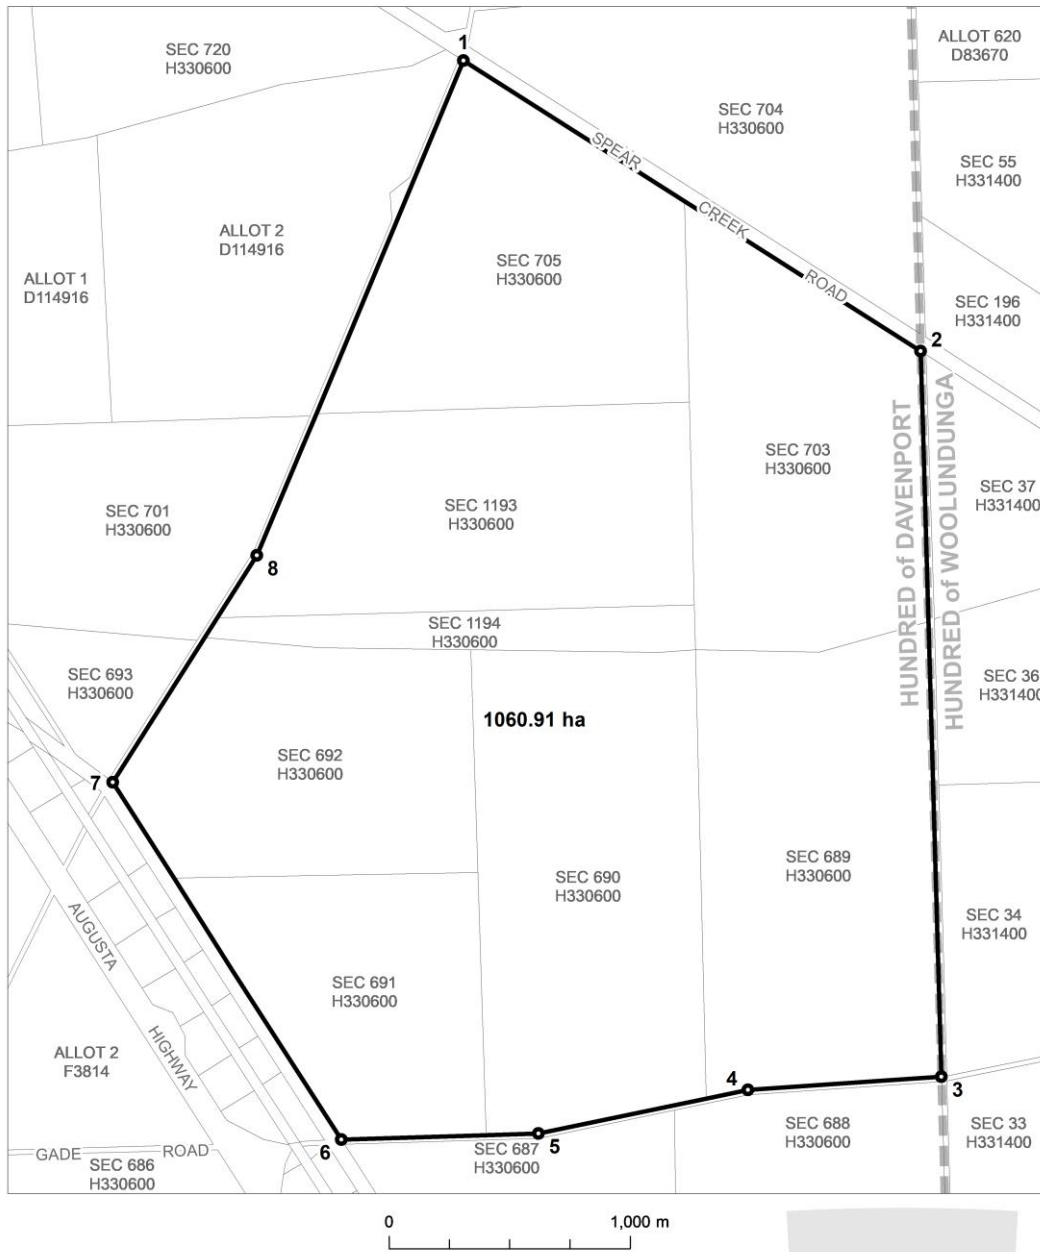 1
SEC 720
H330600
ALLOT 620
D83670
SEC 704
H330600
SPEAR CREEK ROAD
SEC 55
H331400
ALLOT 2
D114916
SEC 705
H330600
ALLOT 1
D114916
SEC 196
H331400
2
HUNDRED of DAVENPORT
HUNDRED of WOOLUNDUNGA
SEC 703
H330600
SEC 37
H331400
SEC 701
H330600
SEC 1193
H330600
8
SEC 1194
H330600
SEC 693
H330600
SEC 36
H331400
1060.91 ha
SEC 692
H330600
7
SEC 690
H330600
SEC 689
H330600
SEC 34
H331400
AUGUSTA HIGHWAY
SEC 691
H330600
ALLOT 2
F3814
4
3
6
5
SEC 687
H330600
SEC 688
H330600
SEC 33
H331400
GADE ROAD
SEC 686
H330600
0 1,000 m